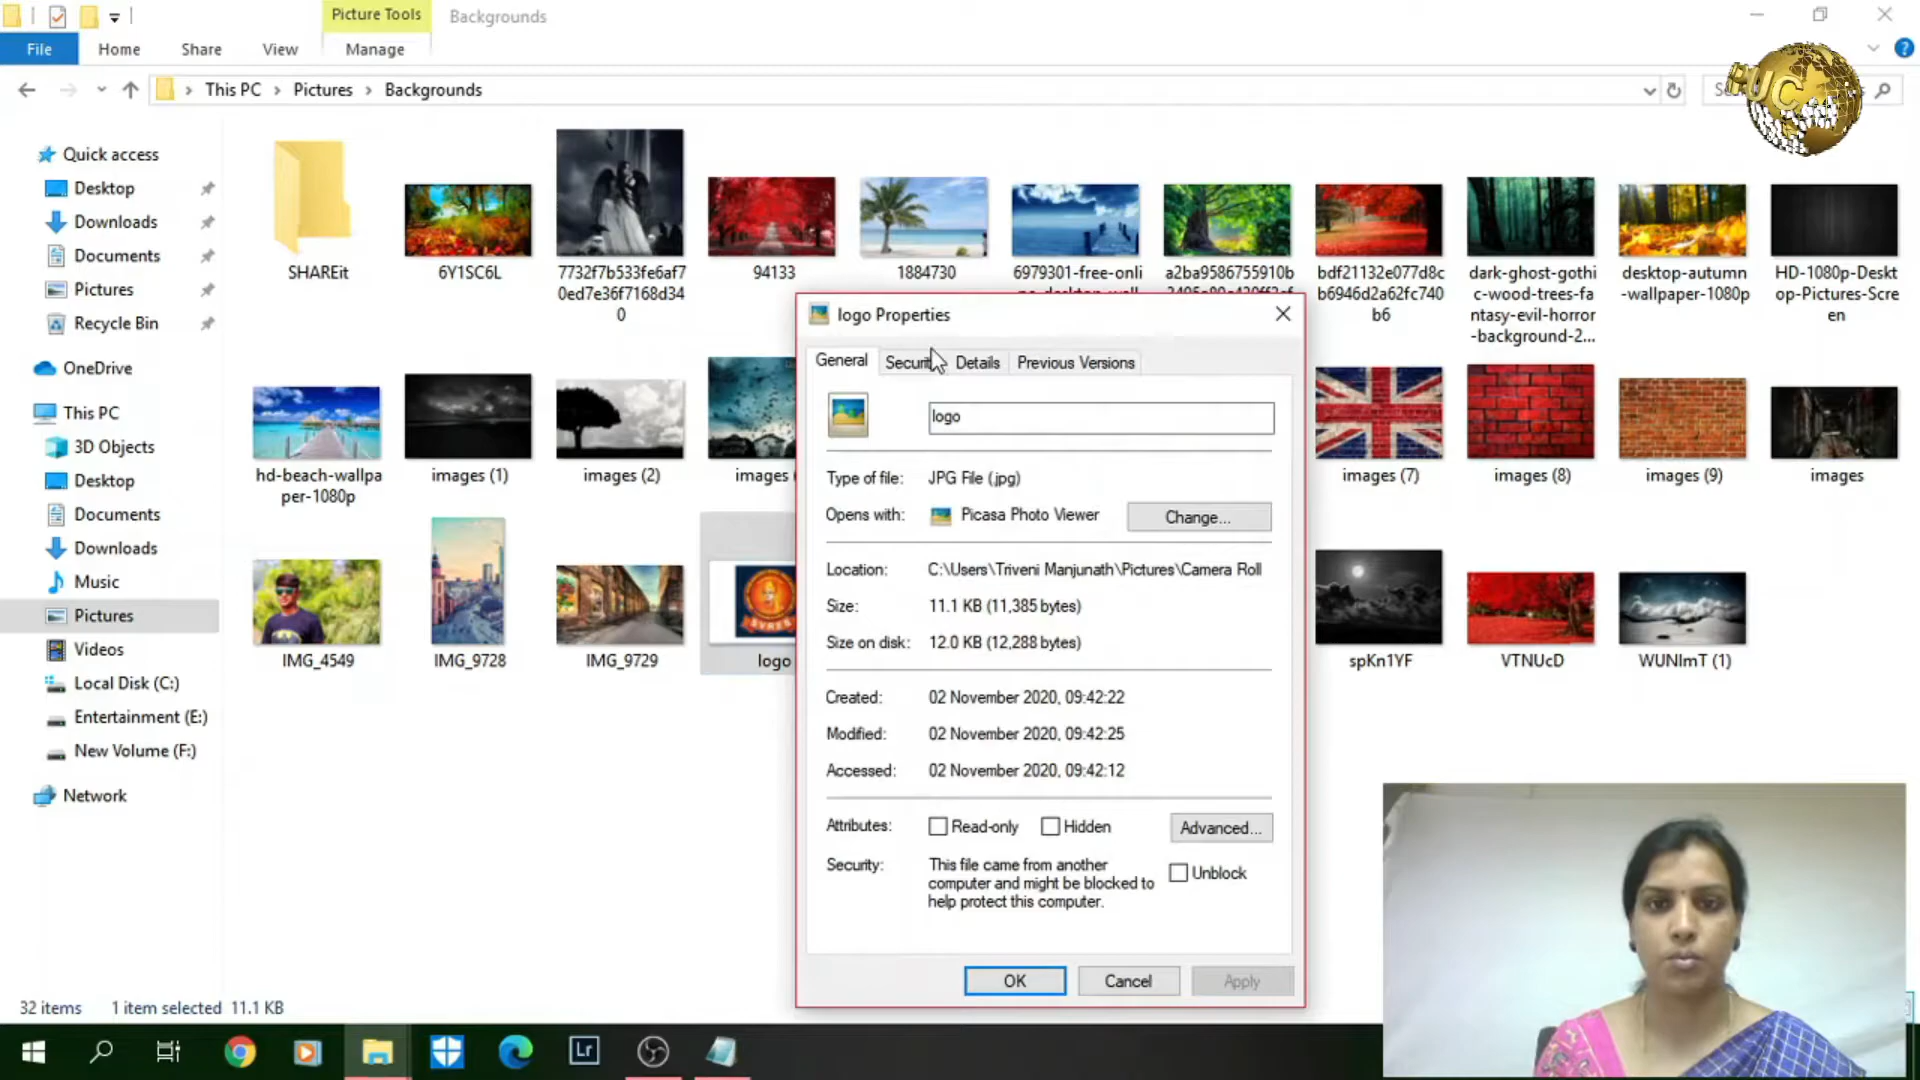 Picture Tools
Backgrounds
File
Home
Share
View
Manage
This PC
Pictures
Backgrounds
Quick access
Desktop
Downloads
Documents
Pictures
Recycle Bin
OneDrive
This PC
3D Objects
Desktop
Documents
Downloads
Music
Pictures
Videos
Local Disk (C:)
Entertainment (E:)
New Volume (F:)
Network
SHAREit
6Y1SC6L
7732f7b533fe6af7
0ed7e36f7168d34
0
94133
1884730
6979301-free-onli
a2ba9586755910b
bdf21132e077d8c
b6946d2a62fc740
b6
dark-ghost-gothi
c-wood-trees-fa
ntasy-evil-horror
-background-2...
desktop-autumn
-wallpaper-1080p
HD-1080p-Deskt
op-Pictures-Scre
en
hd-beach-wallpa
per-1080p
images (1)
images (2)
images
images (7)
images (8)
images (9)
images
IMG_4549
IMG_9728
IMG_9729
logo
spKn1YF
VTNUcD
WUNImT (1)
logo Properties
General
Security
Details
Previous Versions
logo
Type of file: JPG File (.jpg)
Opens with: Picasa Photo Viewer
Change...
Location: C:\Users\Triveni Manjunath\Pictures\Camera Roll
Size: 11.1 KB (11,385 bytes)
Size on disk: 12.0 KB (12,288 bytes)
Created: 02 November 2020, 09:42:22
Modified: 02 November 2020, 09:42:25
Accessed: 02 November 2020, 09:42:12
Attributes: Read-only Hidden Advanced...
Security: This file came from another
computer and might be blocked to
help protect this computer.
Unblock
OK
Cancel
Apply
32 items 1 item selected 11.1 KB
Lr